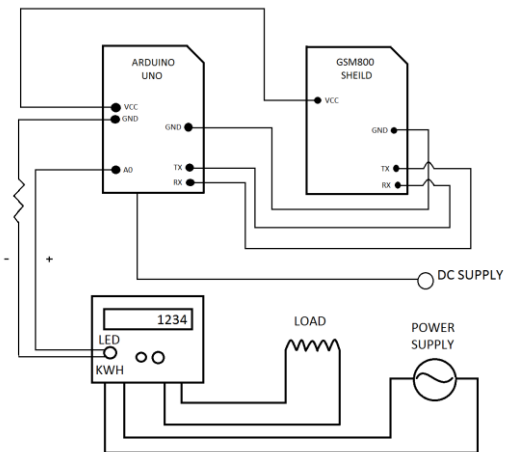 ARDUINO
UNO
VCC
GND
GND
A0
TX
RX
GSM800
SHEILD
VCC
GND
TX
RX
-
+
DC SUPPLY
1234
LED
KWH
LOAD
POWER
SUPPLY